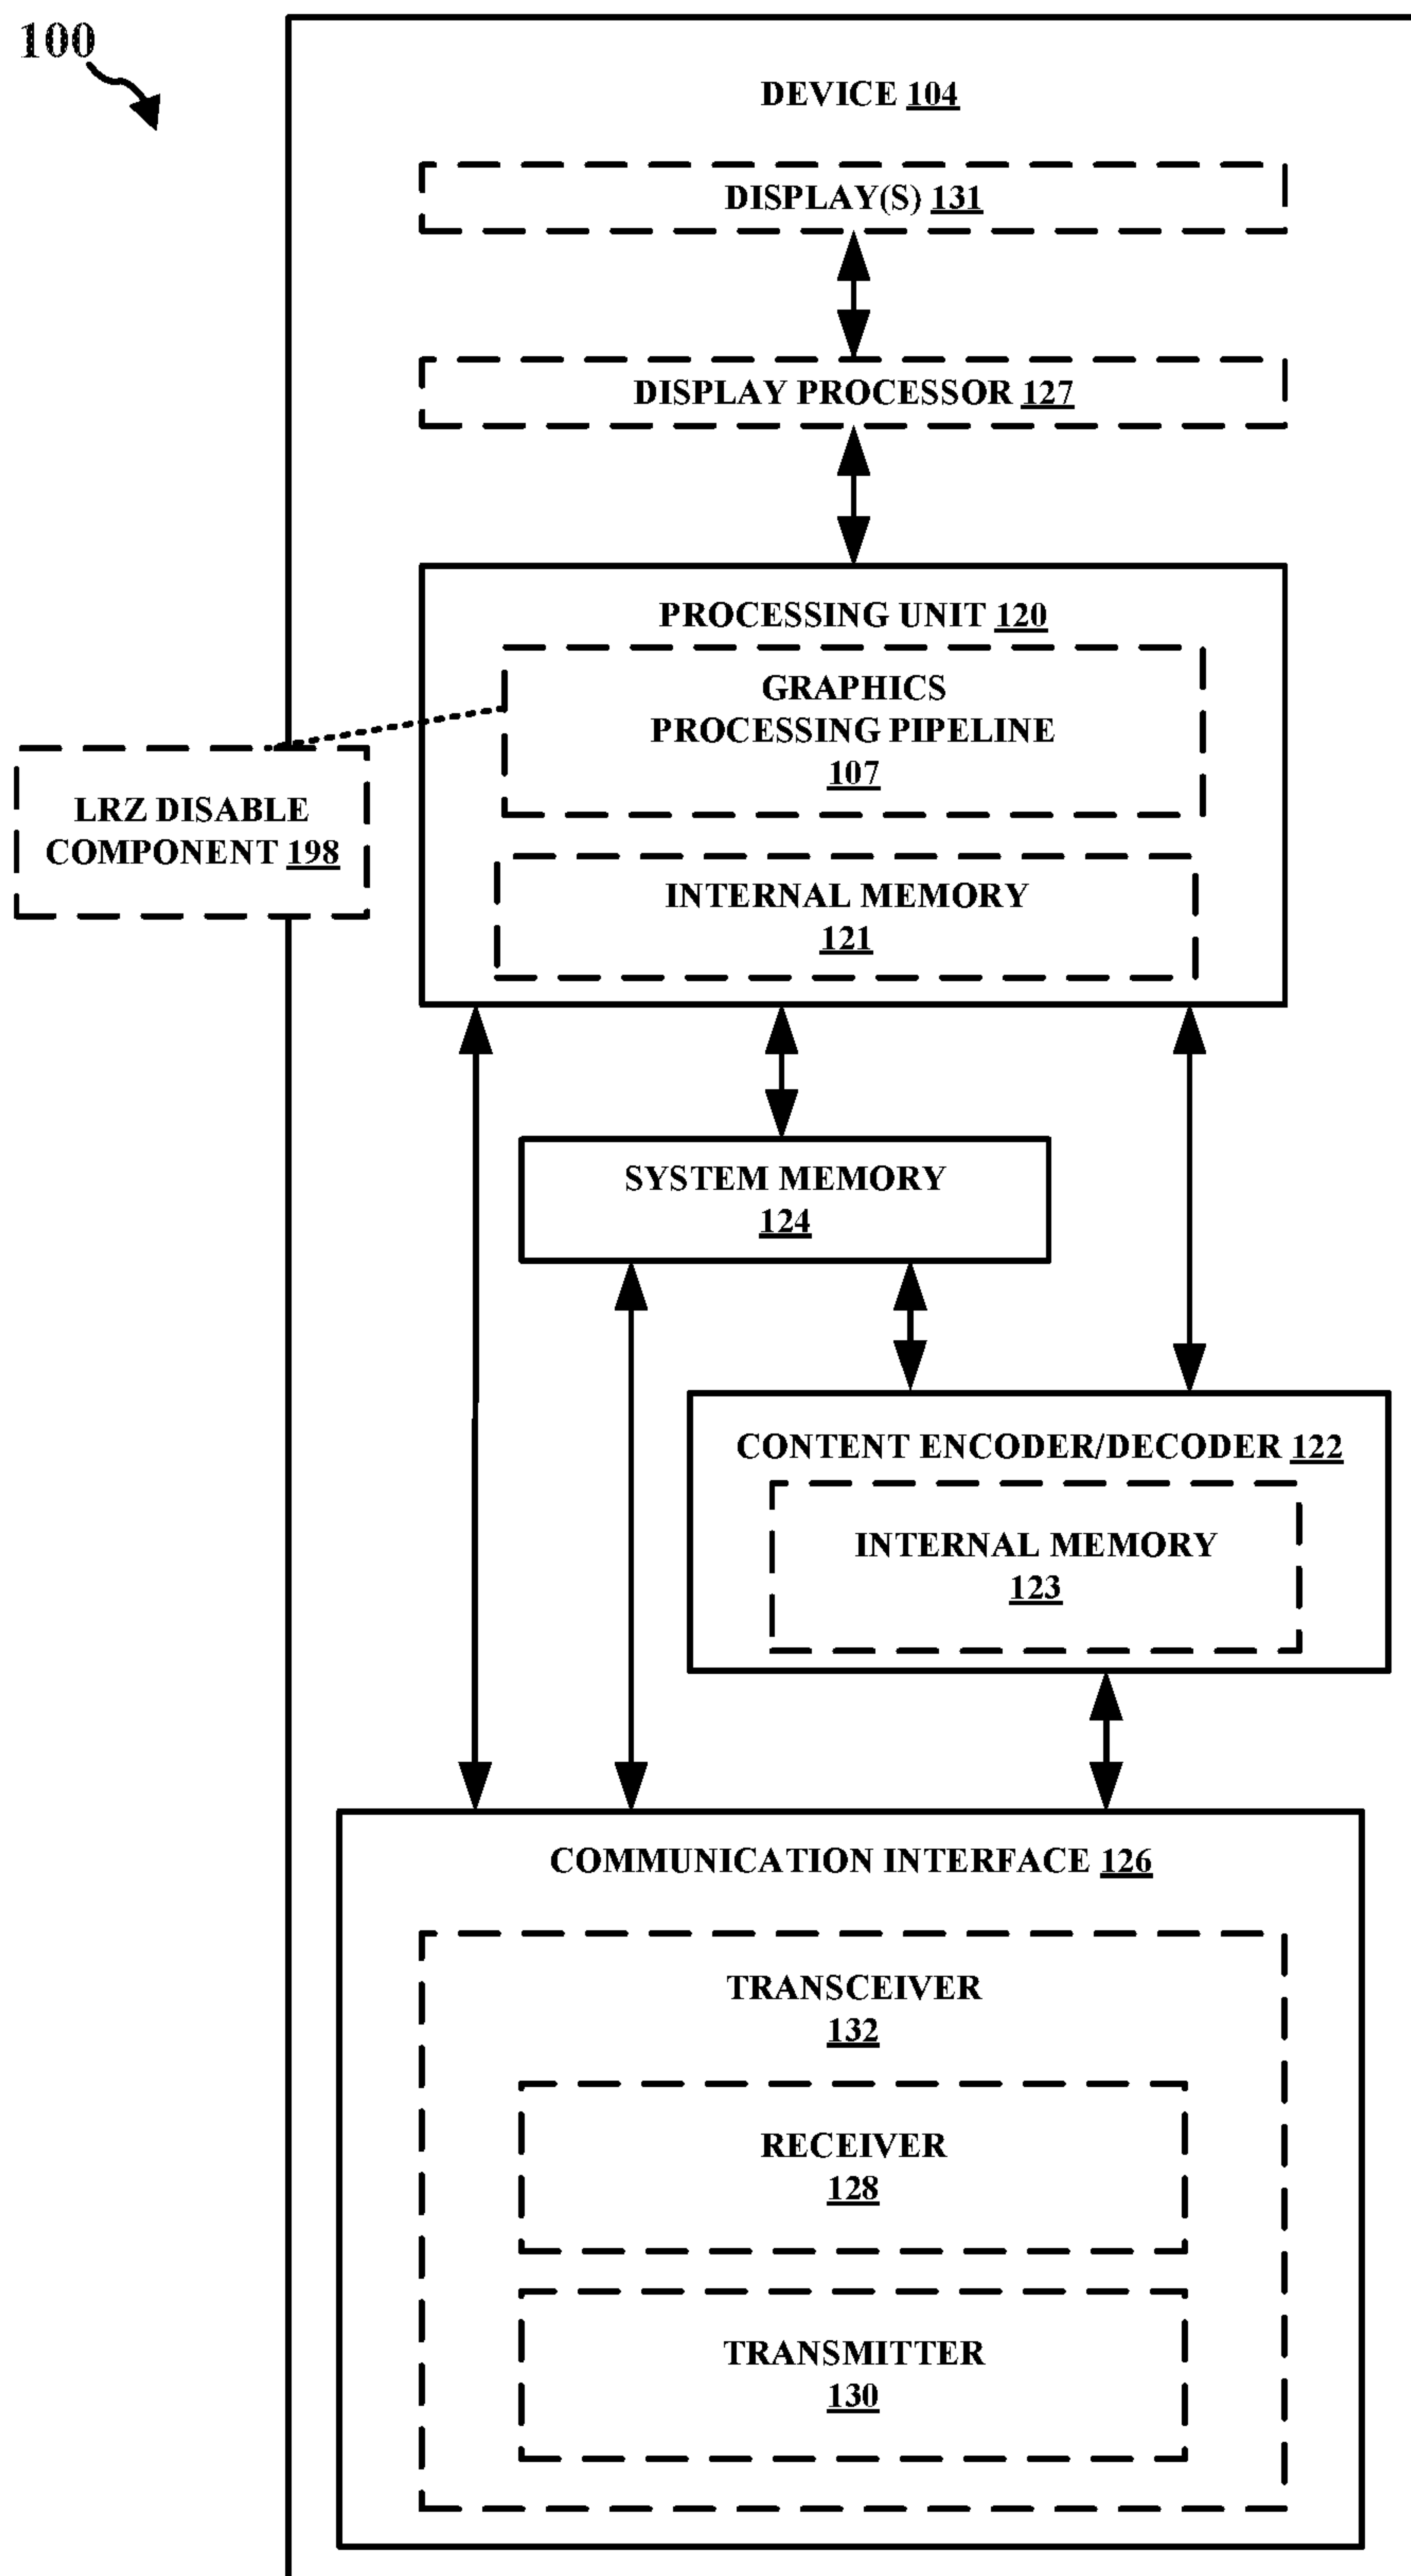 100
DEVICE 104
DISPLAY(S) 131
DISPLAY PROCESSOR 127
PROCESSING UNIT 120
GRAPHICS
PROCESSING PIPELINE
107
LRZ DISABLE
COMPONENT 198
INTERNAL MEMORY
121
SYSTEM MEMORY
124
CONTENT ENCODER/DECODER 122
INTERNAL MEMORY
123
COMMUNICATION INTERFACE 126
TRANSCEIVER
132
RECEIVER
128
TRANSMITTER
130